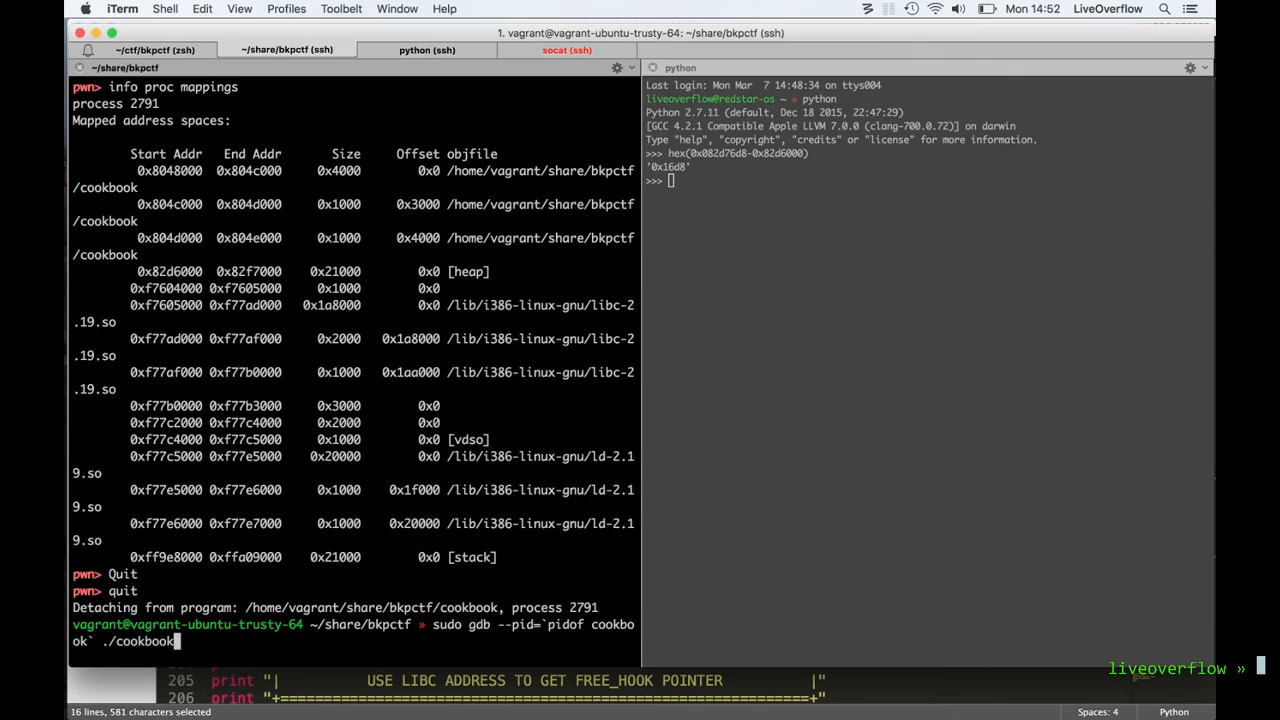 iTerm Shell Edit View Profiles Toolbelt Window Help Mon 14:52 LiveOverflow
1. vagrant@vagrant-ubuntu-trusty-64: ~/share/bkpctf (ssh)
~/ctf/bkpctf (zsh) ~/share/bkpctf (ssh) python (ssh) socat (ssh)
~/share/bkpctf
pwn> info proc mappings
process 2791
Mapped address spaces:
Start Addr End Addr Size Offset objfile
0x8048000 0x804c000 0x4000 0x0 /home/vagrant/share/bkpctf
/cookbook
0x804c000 0x804d000 0x1000 0x3000 /home/vagrant/share/bkpctf
/cookbook
0x804d000 0x804e000 0x1000 0x4000 /home/vagrant/share/bkpctf
/cookbook
0x82d6000 0x82f7000 0x21000 0x0 [heap]
0xf7604000 0xf7605000 0x1000 0x0
0xf7605000 0xf77ad000 0x1a8000 0x0 /lib/i386-linux-gnu/libc-2
.19.so
0xf77ad000 0xf77af000 0x2000 0x1a8000 /lib/i386-linux-gnu/libc-2
.19.so
0xf77af000 0xf77b0000 0x1000 0x1aa000 /lib/i386-linux-gnu/libc-2
.19.so
0xf77b0000 0xf77b3000 0x3000 0x0
0xf77c2000 0xf77c4000 0x2000 0x0
0xf77c4000 0xf77c5000 0x1000 0x0 [vdso]
0xf77c5000 0xf77e5000 0x20000 0x0 /lib/i386-linux-gnu/ld-2.1
9.so
0xf77e5000 0xf77e6000 0x1000 0x1f000 /lib/i386-linux-gnu/ld-2.1
9.so
0xf77e6000 0xf77e7000 0x1000 0x20000 /lib/i386-linux-gnu/ld-2.1
9.so
0xff9e8000 0xffa09000 0x21000 0x0 [stack]
pwn> Quit
pwn> quit
Detaching from program: /home/vagrant/share/bkpctf/cookbook, process 2791
vagrant@vagrant-ubuntu-trusty-64 ~/share/bkpctf » sudo gdb --pid=`pidof cookbo
ok` ./cookbook
python
Last login: Mon Mar 7 14:48:34 on ttys004
liveoverflow@redstar-os ~ » python
Python 2.7.11 (default, Dec 18 2015, 22:47:29)
[GCC 4.2.1 Compatible Apple LLVM 7.0.0 (clang-700.0.72)] on darwin
Type "help", "copyright", "credits" or "license" for more information.
>>> hex(0x082d76d8-0x82d6000)
'0x16d8'
>>>
liveoverflow »
205 print "| USE LIBC ADDRESS TO GET FREE_HOOK POINTER |"
206 print "+===========================================================+"
16 lines, 581 characters selected Spaces: 4 Python